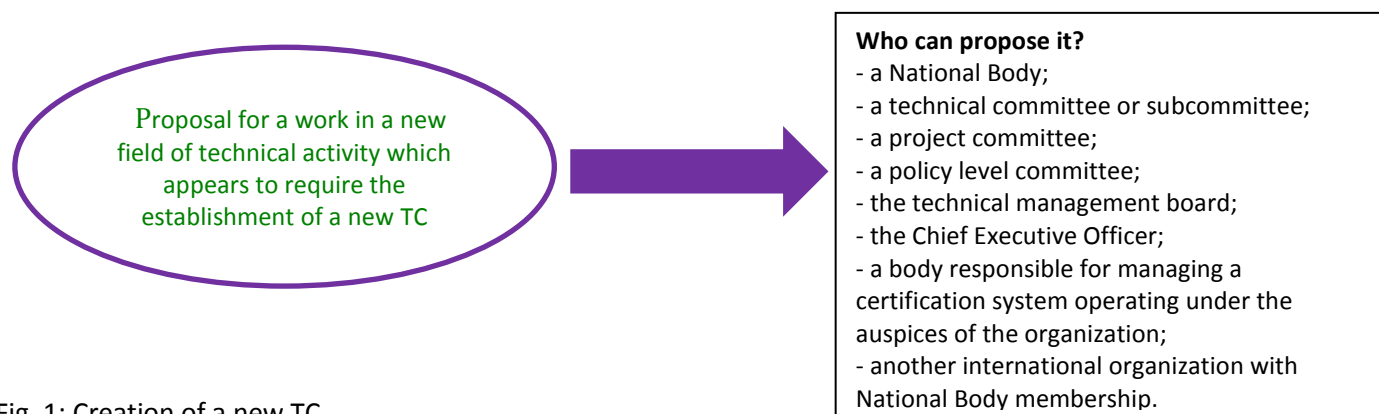 Proposal for a work in a new
field of technical activity which
appears to require the
establishment of a new TC
Who can propose it?
- a National Body;
- a technical committee or subcommittee;
- a project committee;
- a policy level committee;
- the technical management board;
- the Chief Executive Officer;
- a body responsible for managing a
certification system operating under the
auspices of the organization;
- another international organization with
National Body membership.
Fig. 1: Creation of a new TC